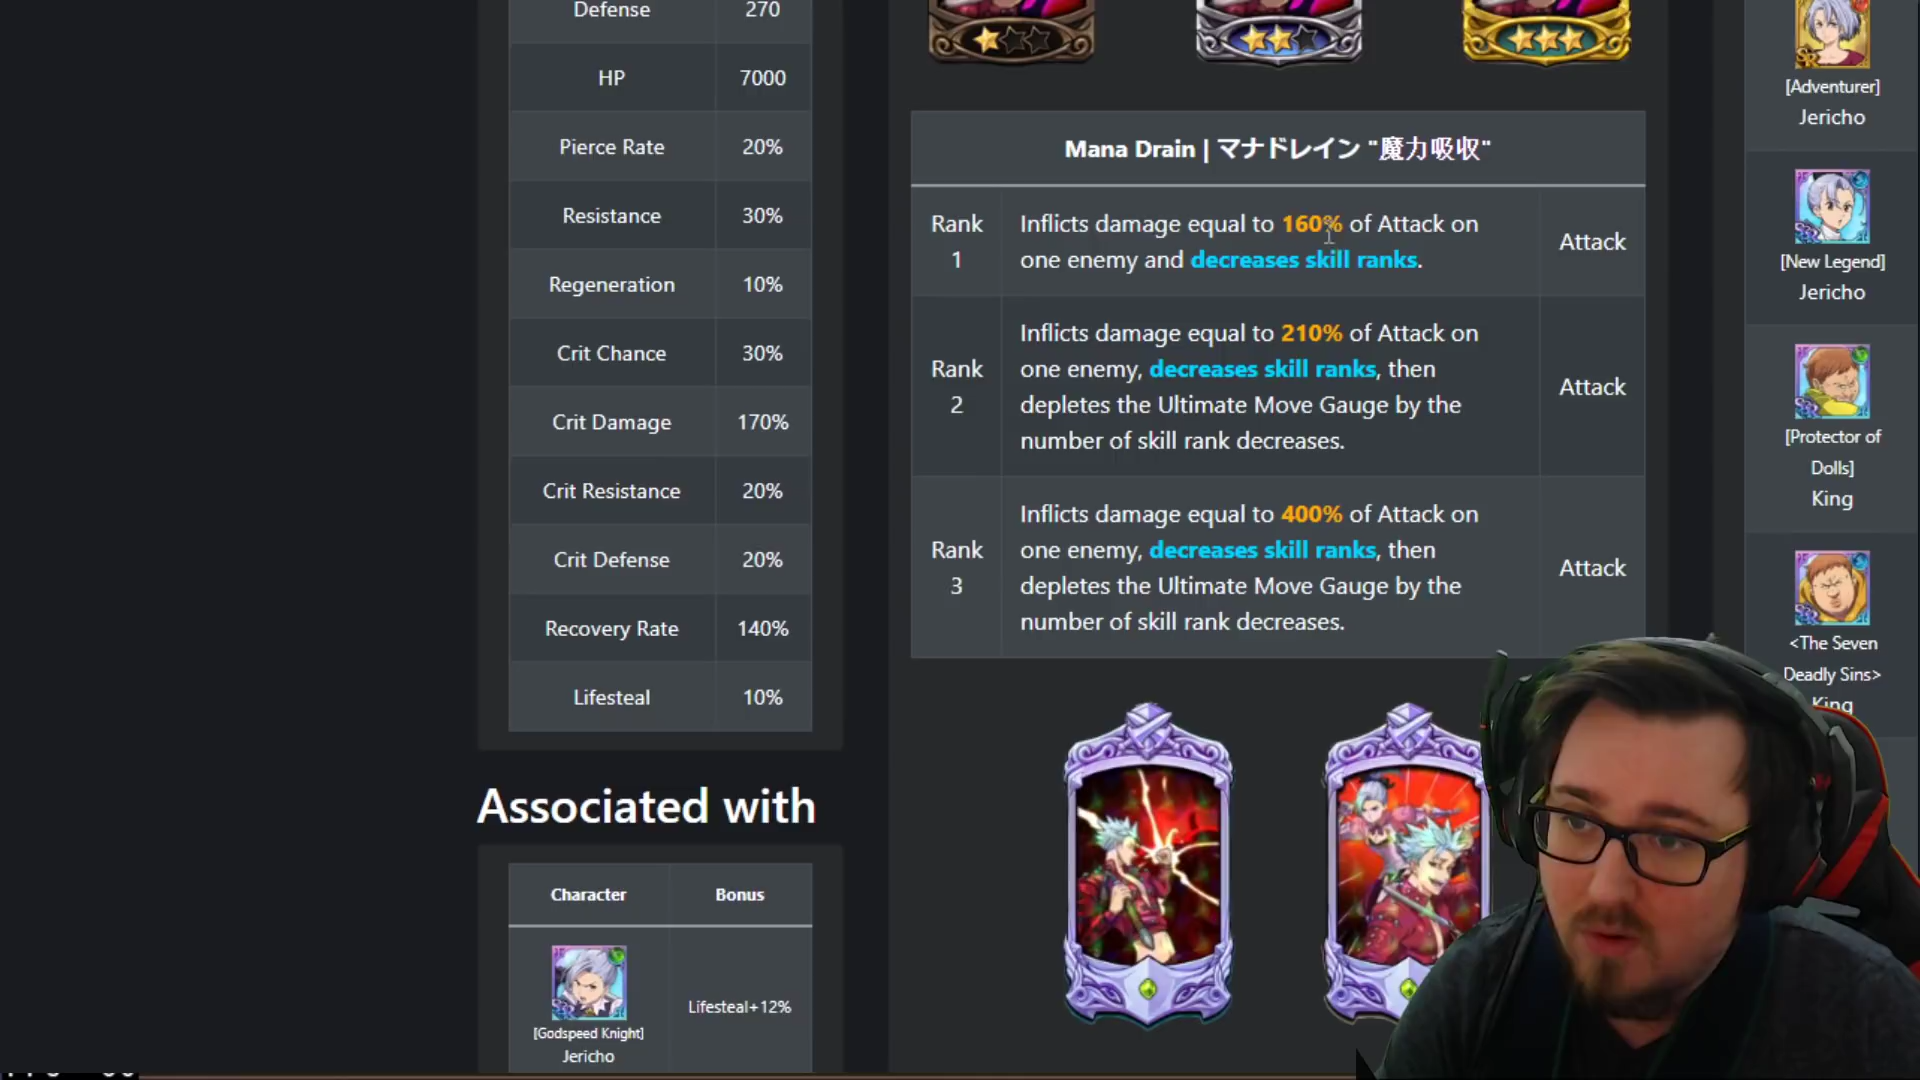 Defense 270
HP 7000
Pierce Rate 20%
Resistance 30%
Regeneration 10%
Crit Chance 30%
Crit Damage 170%
Crit Resistance 20%
Crit Defense 20%
Recovery Rate 140%
Lifesteal 10%
Associated with
Character Bonus
[Godspeed Knight]
Jericho
Lifesteal+12%
Mana Drain | マナドレイン "魔力吸収"
Rank
1
Inflicts damage equal to 160% of Attack on
one enemy and decreases skill ranks.
Attack
Rank
2
Inflicts damage equal to 210% of Attack on
one enemy, decreases skill ranks, then
depletes the Ultimate Move Gauge by the
number of skill rank decreases.
Attack
Rank
3
Inflicts damage equal to 400% of Attack on
one enemy, decreases skill ranks, then
depletes the Ultimate Move Gauge by the
number of skill rank decreases.
Attack
SR
[Adventurer]
Jericho
[New Legend]
Jericho
[Protector of
Dolls]
King
<The Seven
Deadly Sins>
King